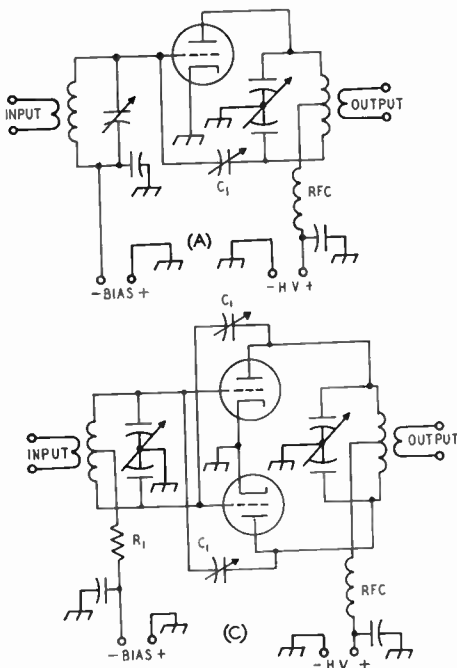 INPUT
OUTPUT
C₁
RFC
-BIAS+
(A)
-HV+
C₁
INPUT
OUTPUT
R₁
C₁
RFC
-BIAS+
(C)
-HV+